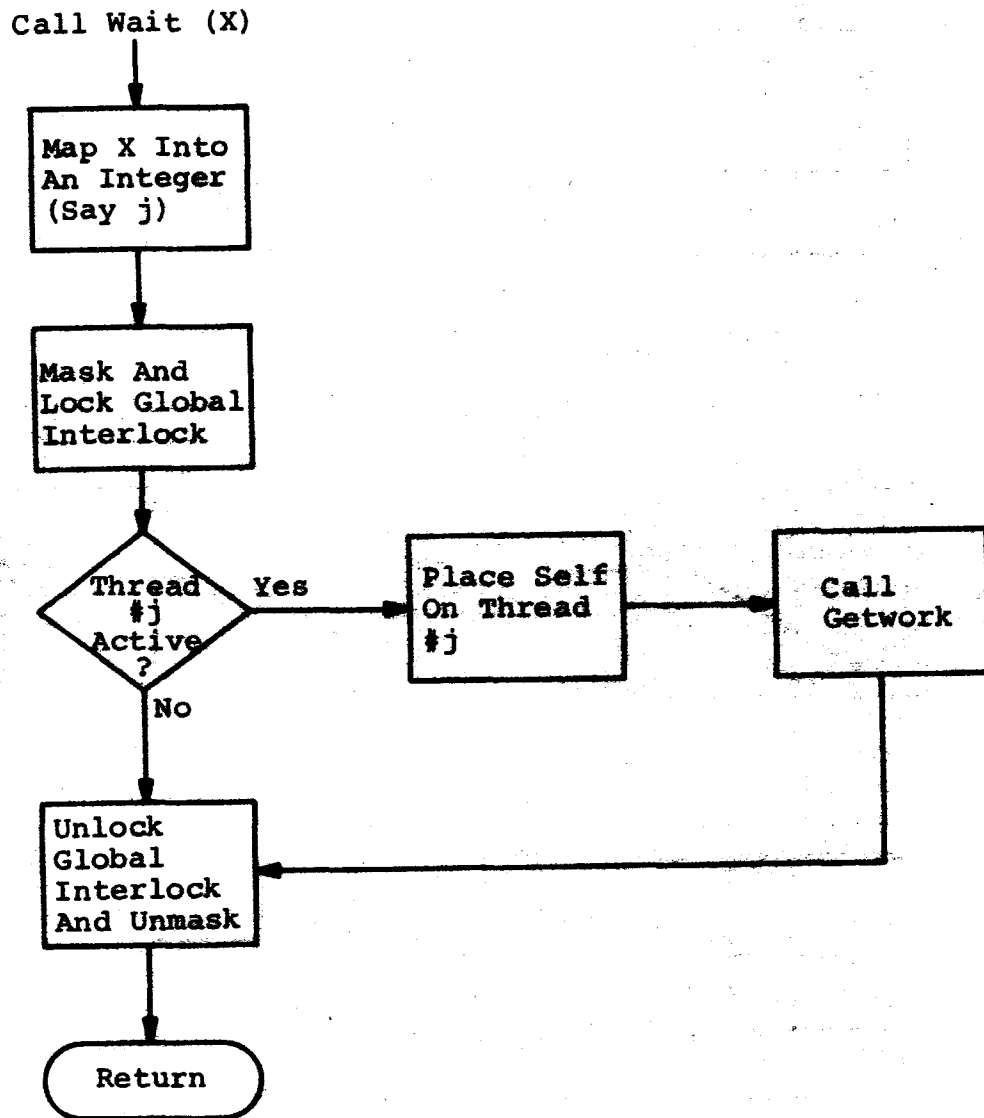 Call Wait (X)
Map X Into
An Integer
(Say j)
Mask And
Lock Global
Interlock
Thread
#j
Active
?
Yes
No
Place Self
On Thread
#j
Call
Getwork
Unlock
Global
Interlock
And Unmask
Return